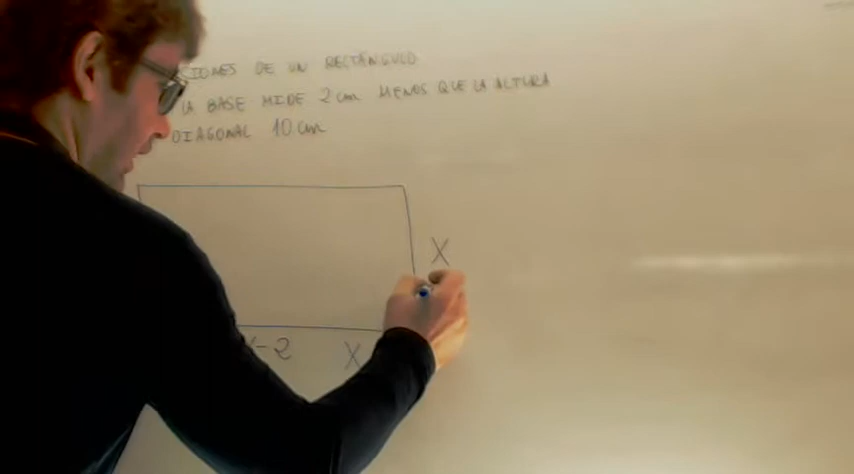 CIONES DE UN RECTÁNGULO
LA BASE MIDE 2 cm MENOS QUE LA ALTURA
DIAGONAL 10 cm
X
- 2
X